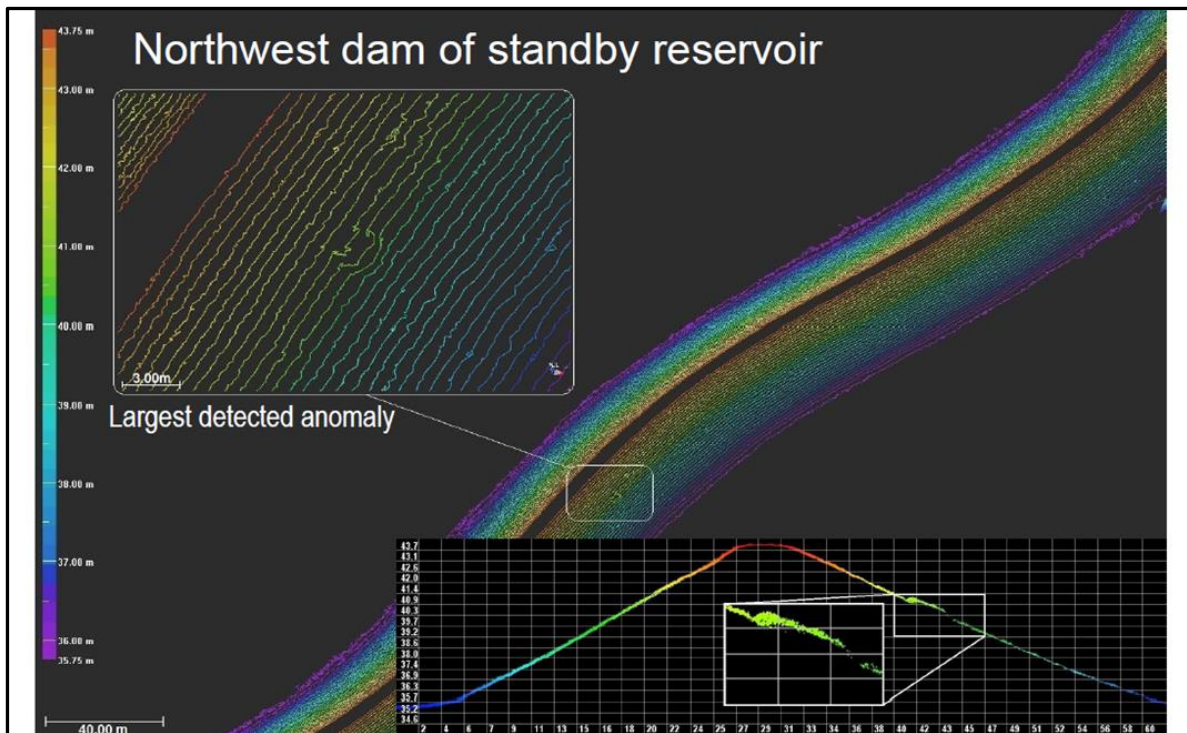 Northwest dam of standby reservoir
43.75 m
43.00 m
42.00 m
41.00 m
40.00 m
39.00 m
38.00 m
37.00 m
36.00 m
35.75 m
3.00m
Largest detected anomaly
40.00 m
43.7
43.1
42.6
42.0
41.4
40.9
40.3
39.7
39.2
38.6
38.0
37.4
36.9
36.3
35.7
35.2
34.6
2 4 6 7 9 11 13 14 16 18 20 22 24 25 27 29 31 32 34 36 38 40 42 43 45 47 49 51 52 54 56 58 60